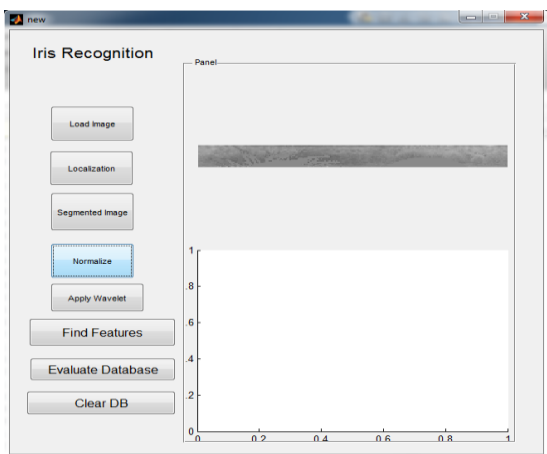 new
Iris Recognition
Panel
Load Image
Localization
Segmented Image
Normalize
Apply Wavelet
Find Features
Evaluate Database
Clear DB
1
.8
.6
.4
.2
0
0 0.2 0.4 0.6 0.8 1